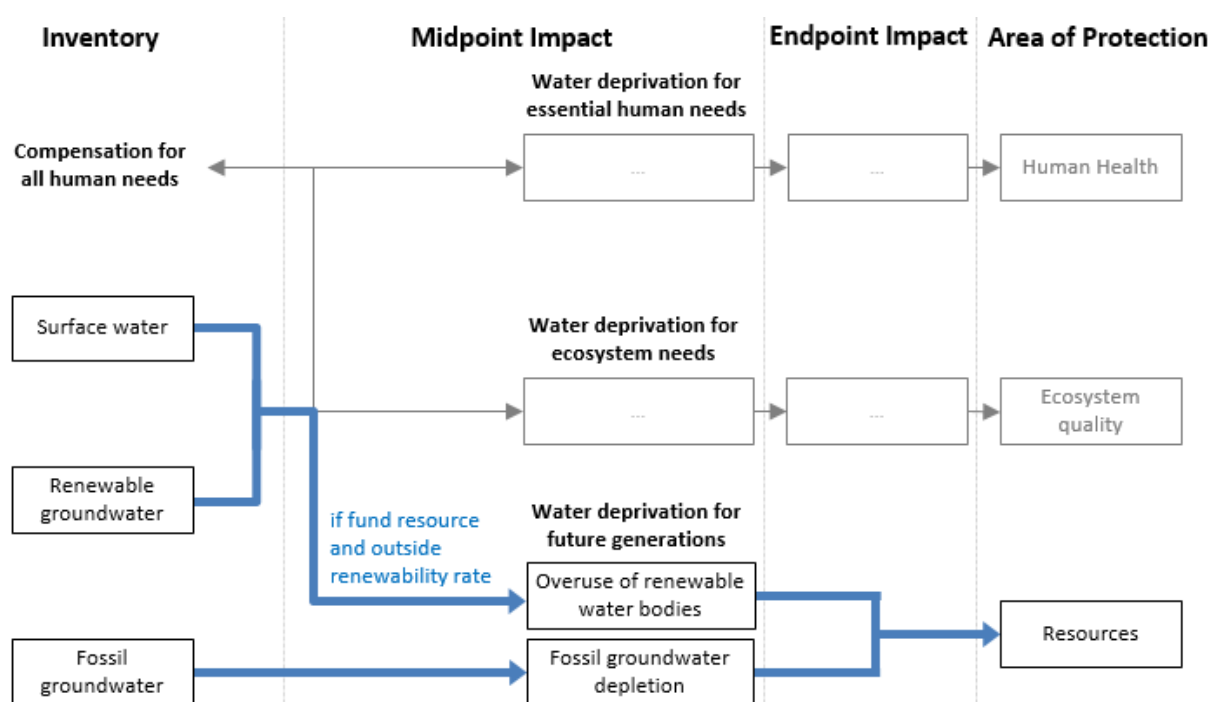 Inventory
Midpoint Impact
Endpoint Impact
Area of Protection
Water deprivation for
essential human needs
Compensation for
all human needs
...
...
Human Health
Surface water
Water deprivation for
ecosystem needs
...
...
Ecosystem
quality
Renewable
groundwater
if fund resource
and outside
renewability rate
Water deprivation for
future generations
Overuse of renewable
water bodies
Resources
Fossil
groundwater
Fossil groundwater
depletion